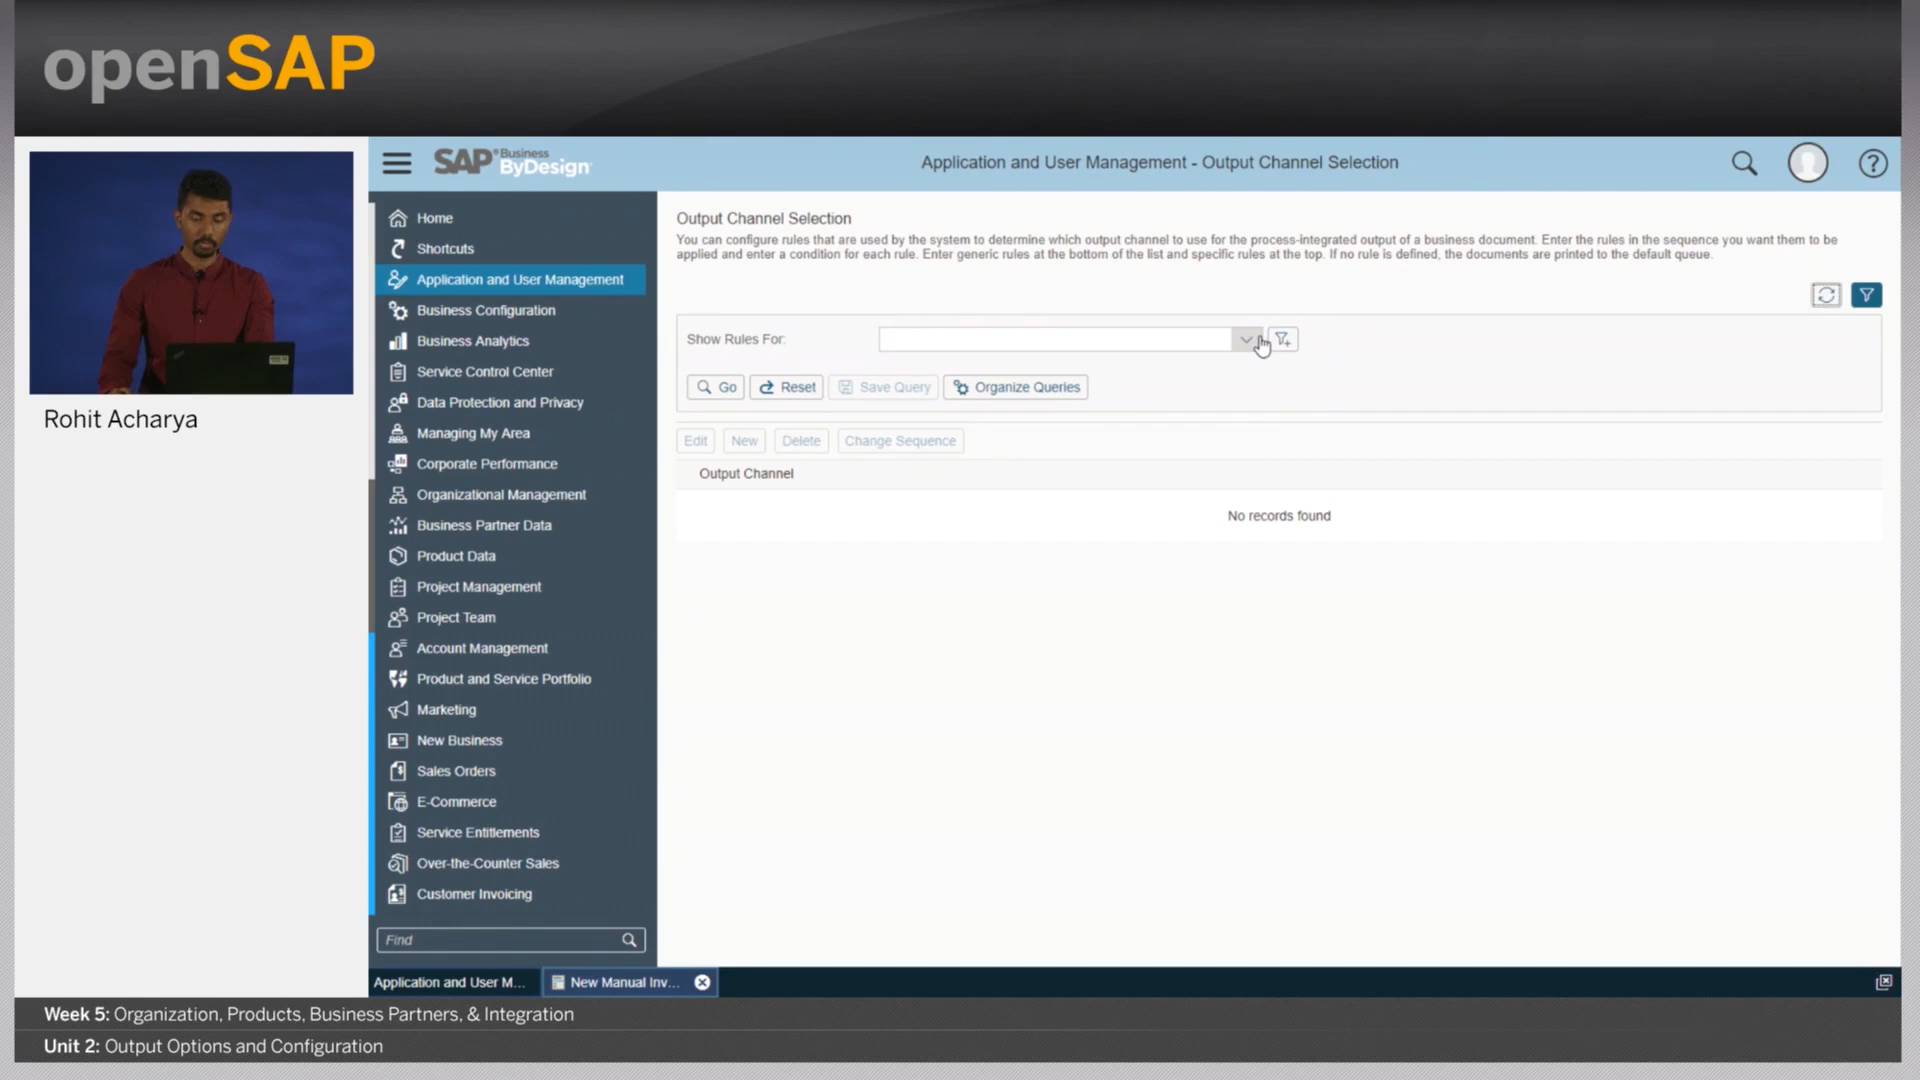 openSAP
SAP Business ByDesign
Application and User Management - Output Channel Selection
Rohit Acharya
Home
Shortcuts
Application and User Management
Business Configuration
Business Analytics
Service Control Center
Data Protection and Privacy
Managing My Area
Corporate Performance
Organizational Management
Business Partner Data
Product Data
Project Management
Project Team
Account Management
Product and Service Portfolio
Marketing
New Business
Sales Orders
E-Commerce
Service Entitlements
Over-the-Counter Sales
Customer Invoicing
Find
Output Channel Selection
You can configure rules that are used by the system to determine which output channel to use for the process-integrated output of a business document. Enter the rules in the sequence you want them to be
applied and enter a condition for each rule. Enter generic rules at the bottom of the list and specific rules at the top. If no rule is defined, the documents are printed to the default queue.
Show Rules For:
Go Reset Save Query Organize Queries
Edit New Delete Change Sequence
Output Channel
No records found
Application and User M... New Manual Inv...
Week 5: Organization, Products, Business Partners, & Integration
Unit 2: Output Options and Configuration